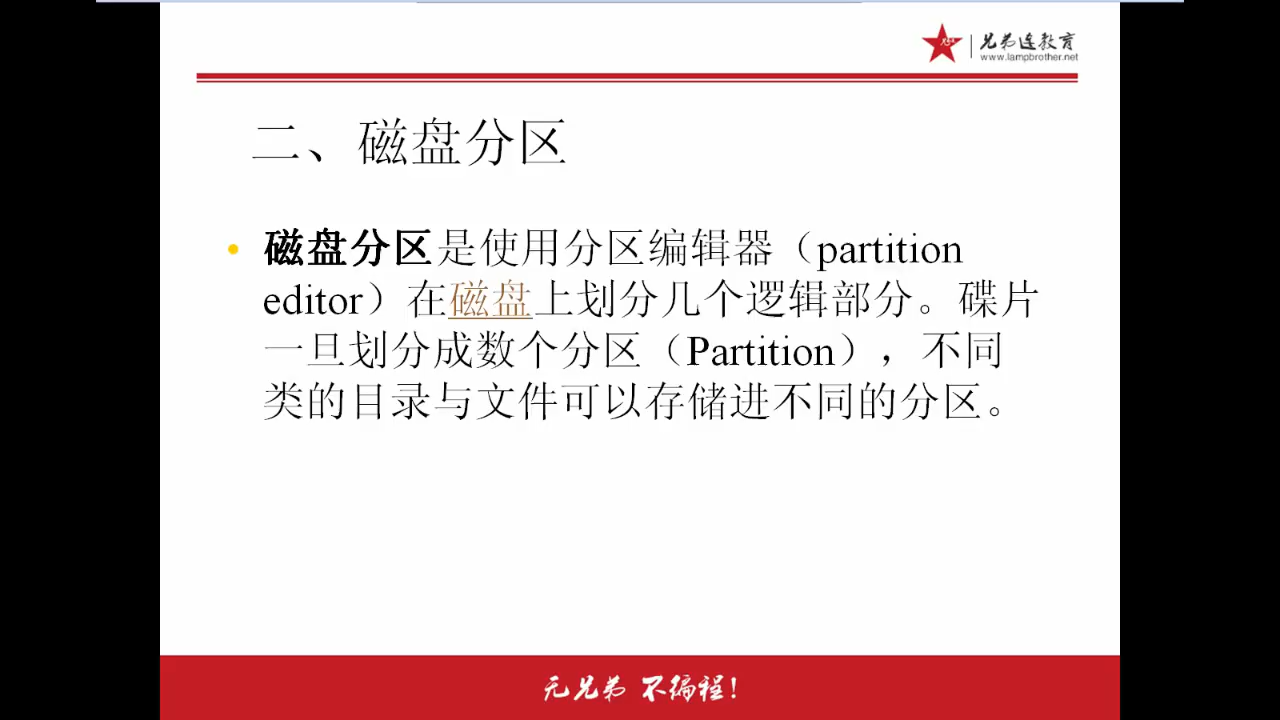 兄弟连教育
www.lampbrother.net
二、磁盘分区
• 磁盘分区是使用分区编辑器（partition
editor）在磁盘上划分几个逻辑部分。碟片
一旦划分成数个分区（Partition），不同
类的目录与文件可以存储进不同的分区。
无兄弟 不编程!